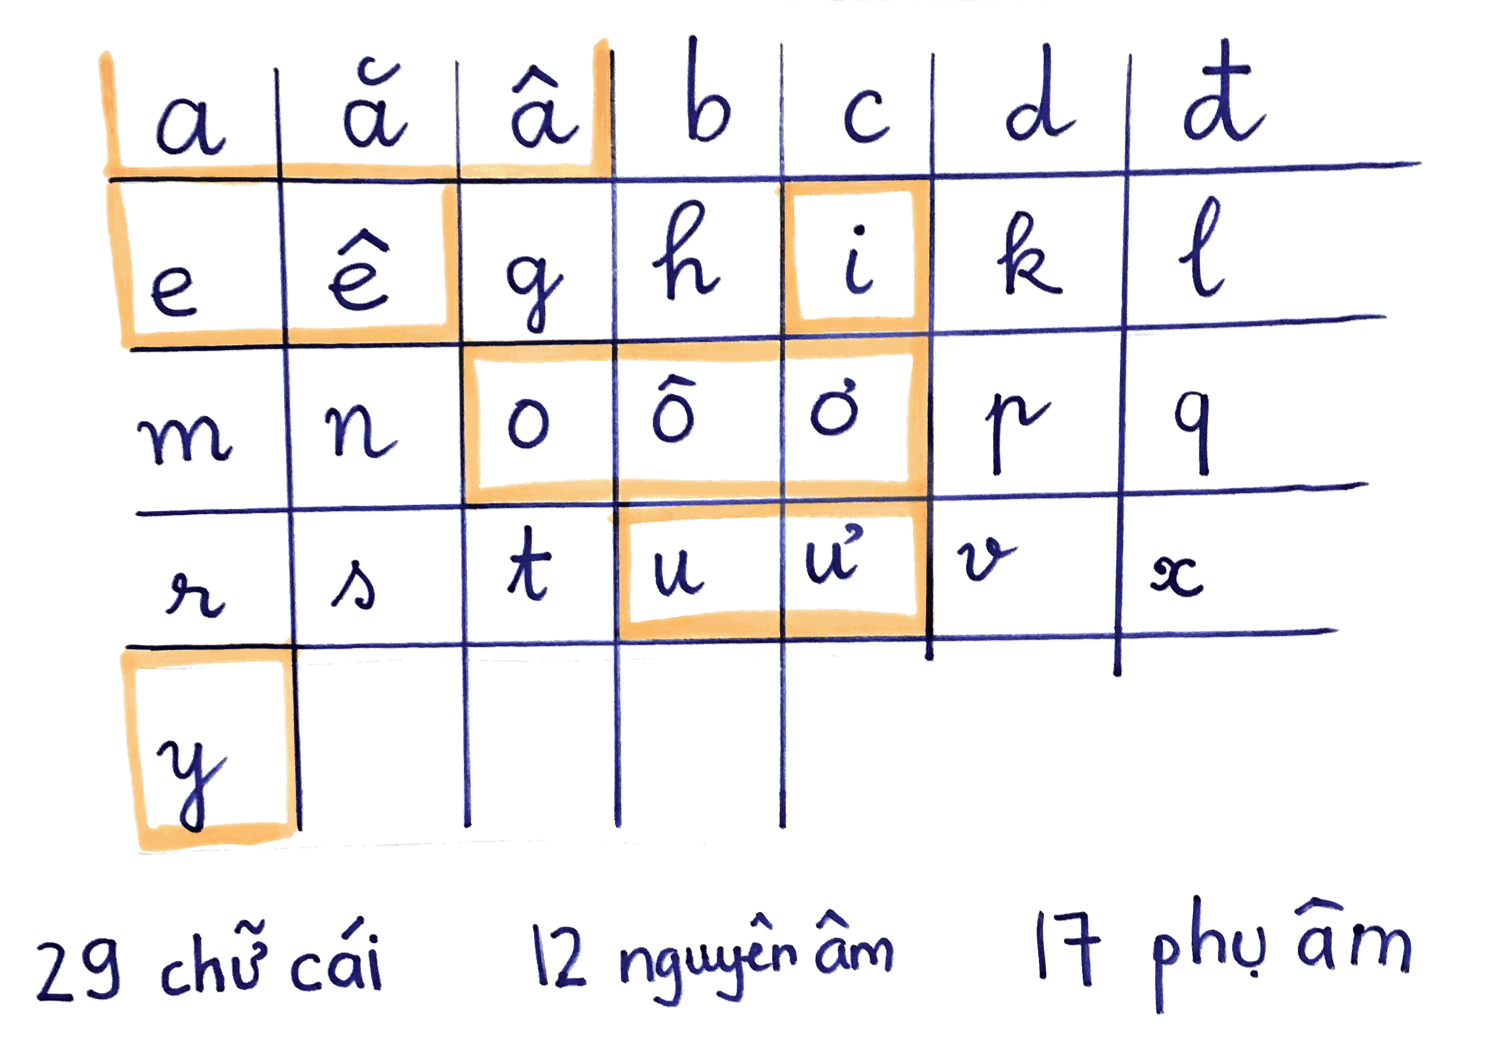 a ă â b c d đ
e ê g h i k l
m n o ô ơ p q
r s t u ư v x
y
29 chữ cái 12 nguyên âm 17 phụ âm